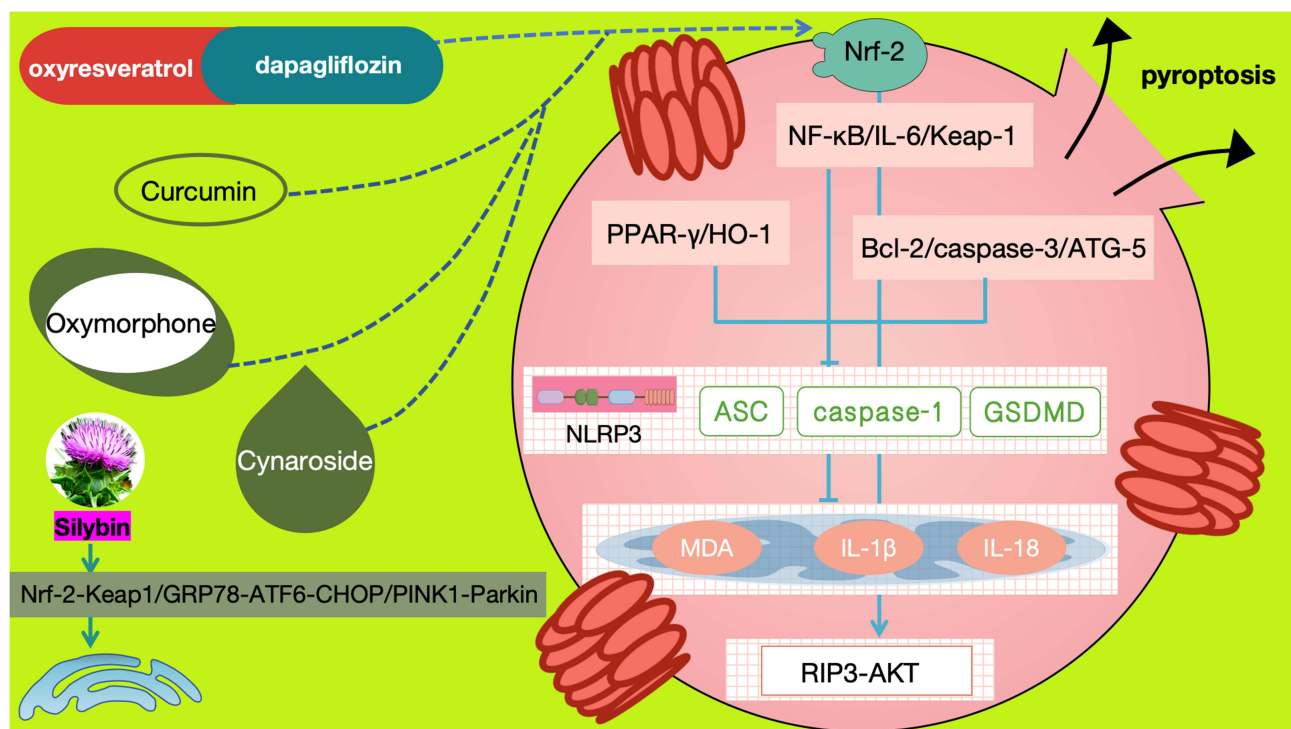 oxyresveratrol
dapagliflozin
Nrf-2
pyroptosis
NF-κB/IL-6/Keap-1
Curcumin
PPAR-γ/HO-1
Bcl-2/caspase-3/ATG-5
Oxymorphone
NLRP3
ASC
caspase-1
GSDMD
Cynaroside
Silybin
MDA
IL-1β
IL-18
Nrf-2-Keap1/GRP78-ATF6-CHOP/PINK1-Parkin
RIP3-AKT